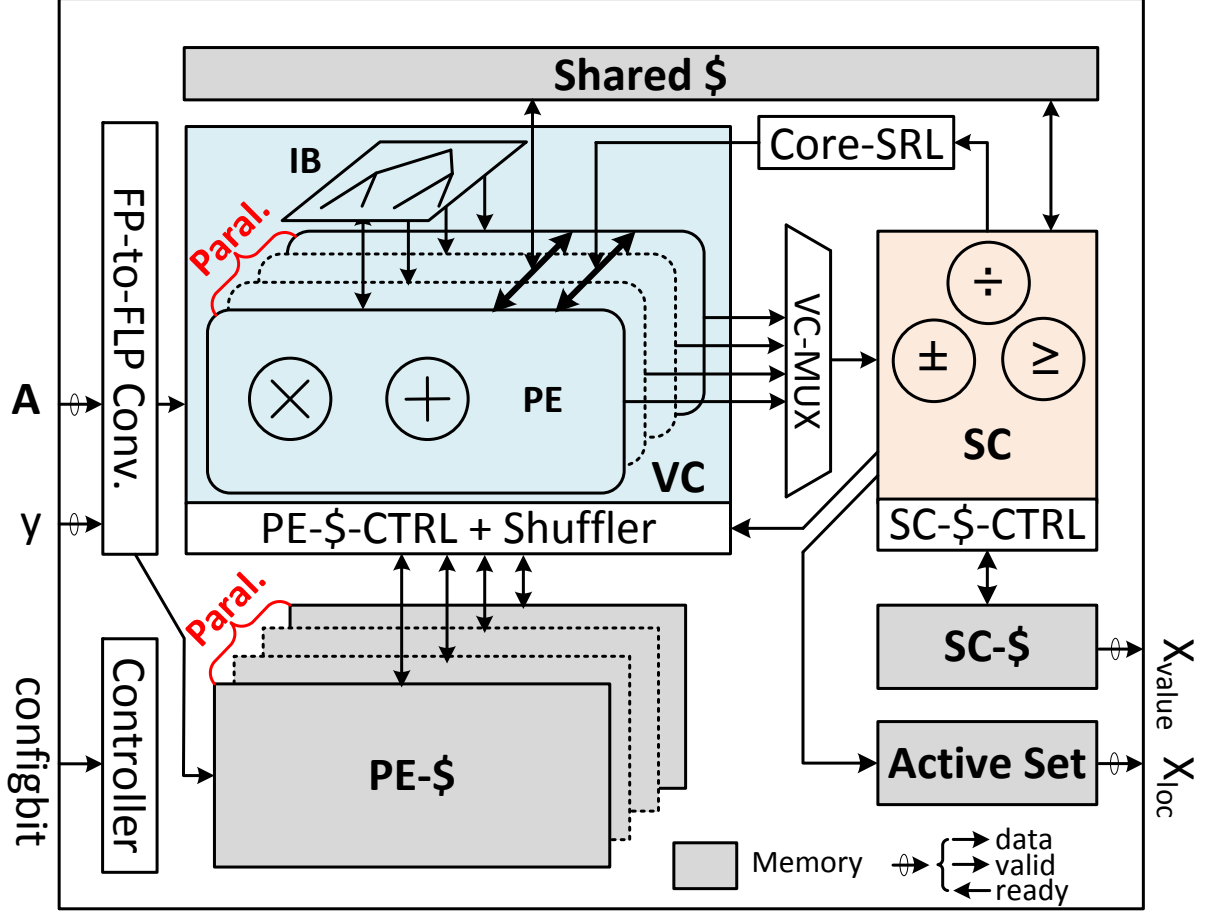 Shared $
Core-SRL
IB
Paral.
FP-to-FLP Conv.
VC-MUX
÷
±
≥
SC
A
× + PE
VC
y
PE-$-CTRL + Shuffler
SC-$-CTRL
Paral.
SC-$
Xvalue
Controller
configbit
PE-$
Active Set
Xloc
Memory
data
valid
ready